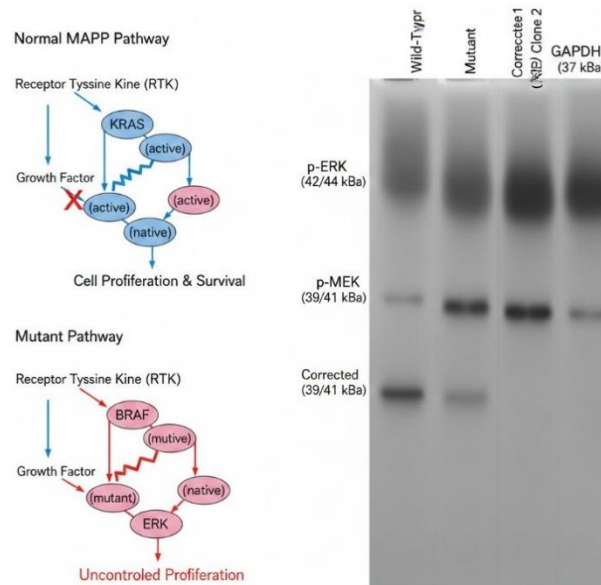 Normal MAPP Pathway
Receptor Tyssine Kine (RTK)
KRAS
(active)
Growth Factor
X
(active)
(active)
(native)
Cell Profiferation & Survival
Mutant Pathway
Receptor Tyssine Kine (RTK)
BRAF
(mutive)
Growth Factor
(mutant)
(native)
ERK
Uncontroled Profiferation
Wild-Typr
Mutuant
Correcctee 1
Clone 2
GAPDH
(37 kBa)
p-ERK
(42/44 kBa)
p-MEK
(39/41 kBa)
Corrected
(39/41 kBa)